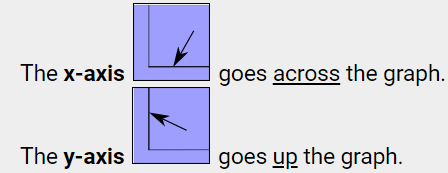 The x-axis goes across the graph.
The y-axis goes up the graph.